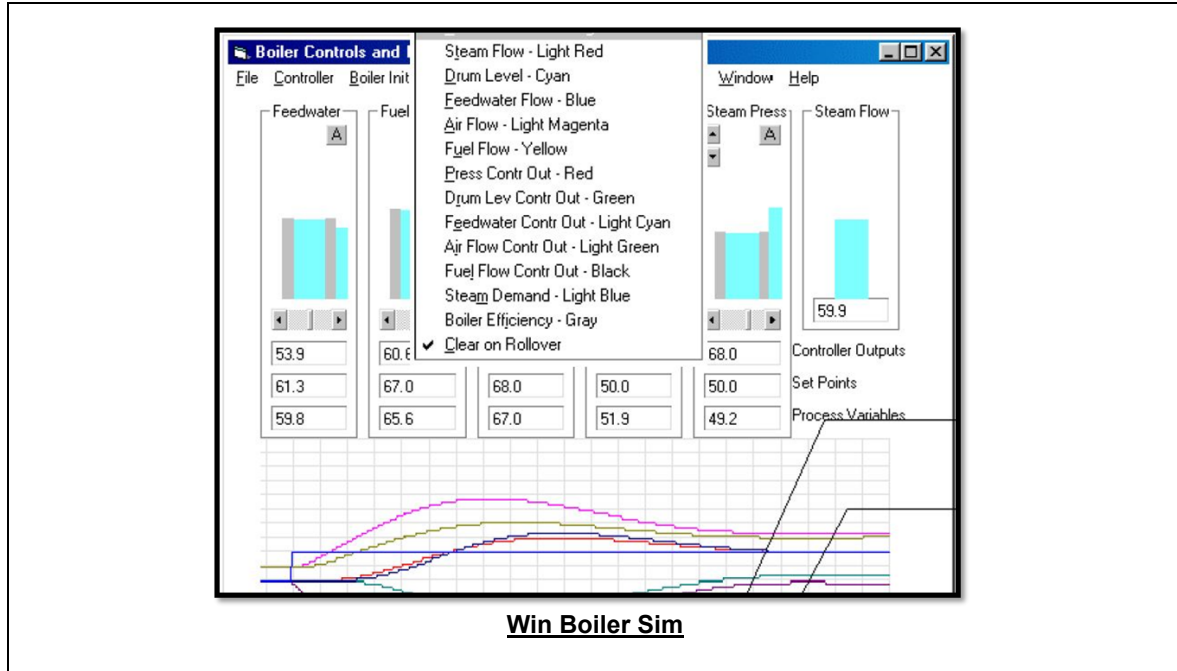 Boiler Controls and
File Controller Boiler Init Window Help
Steam Flow - Light Red
Drum Level - Cyan
Feedwater Flow - Blue
Air Flow - Light Magenta
Fuel Flow - Yellow
Press Contr Out - Red
Drum Lev Contr Out - Green
Feedwater Contr Out - Light Cyan
Air Flow Contr Out - Light Green
Fuel Flow Contr Out - Black
Steam Demand - Light Blue
Boiler Efficiency - Gray
Clear on Rollover
Feedwater Fuel Steam Press Steam Flow
A A
59.9
53.9 60.6 68.0 Controller Outputs
61.3 67.0 68.0 50.0 50.0 Set Points
59.8 65.6 67.0 51.9 49.2 Process Variables
Win Boiler Sim